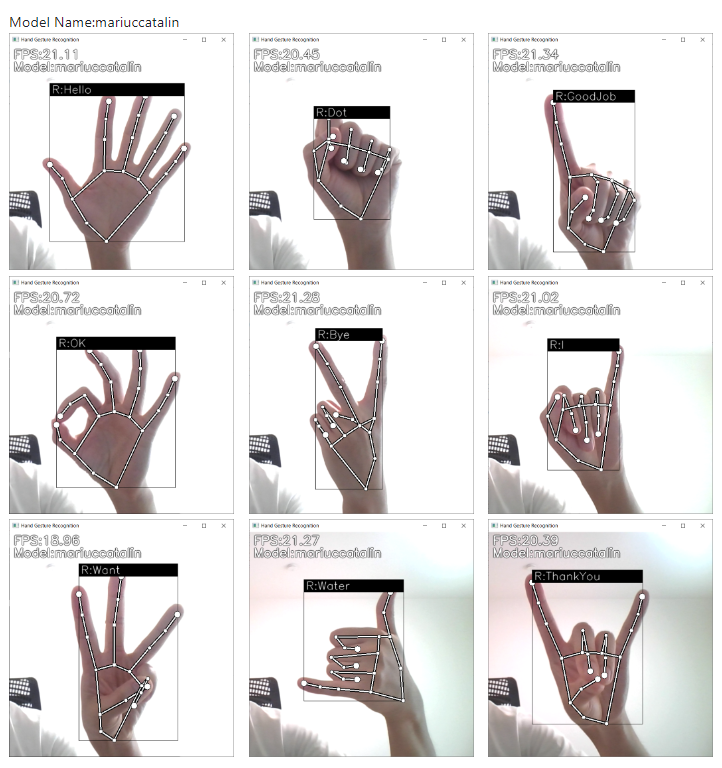 Model Name:mariuccatalin
Hand Gesture Recognition
FPS:21.11
Model:mariuccatalin
R:Hello
Hand Gesture Recognition
FPS:20.45
Model:mariuccatalin
R:Dot
Hand Gesture Recognition
FPS:21.34
Model:mariuccatalin
R:GoodJob
Hand Gesture Recognition
FPS:20.72
Model:mariuccatalin
R:OK
Hand Gesture Recognition
FPS:21.28
Model:mariuccatalin
R:Bye
Hand Gesture Recognition
FPS:21.02
Model:mariuccatalin
R:I
Hand Gesture Recognition
FPS:18.96
Model:mariuccatalin
R:Want
Hand Gesture Recognition
FPS:21.27
Model:mariuccatalin
R:Water
Hand Gesture Recognition
FPS:20.39
Model:mariuccatalin
R:ThankYou